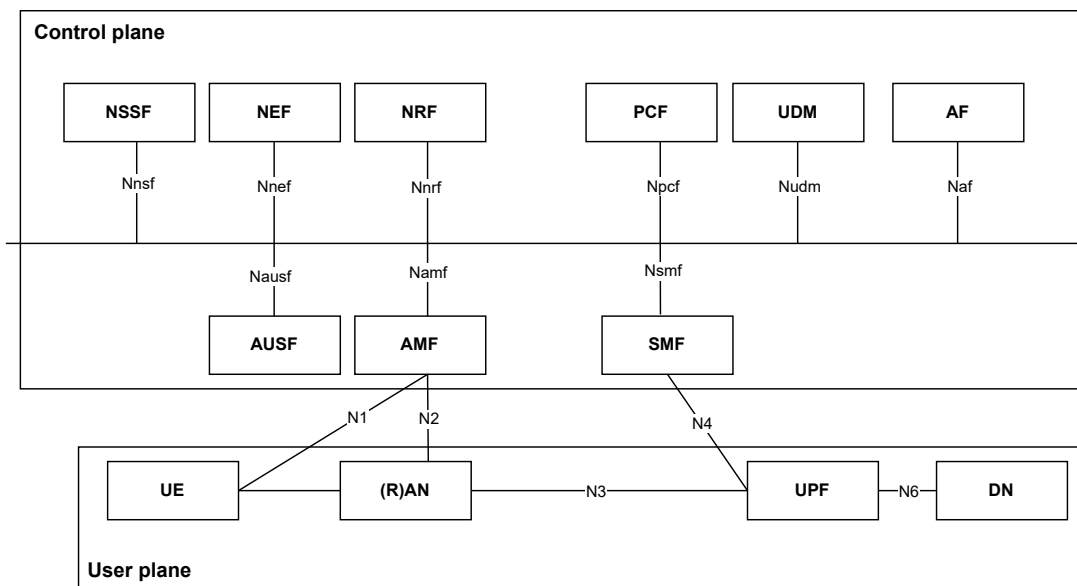 Control plane
NSSF
NEF
NRF
PCF
UDM
AF
Nnsf
Nnef
Nnrf
Npcf
Nudm
Naf
Nausf
Namf
Nsmf
AUSF
AMF
SMF
N1
N2
N4
UE
(R)AN
N3
UPF
N6
DN
User plane